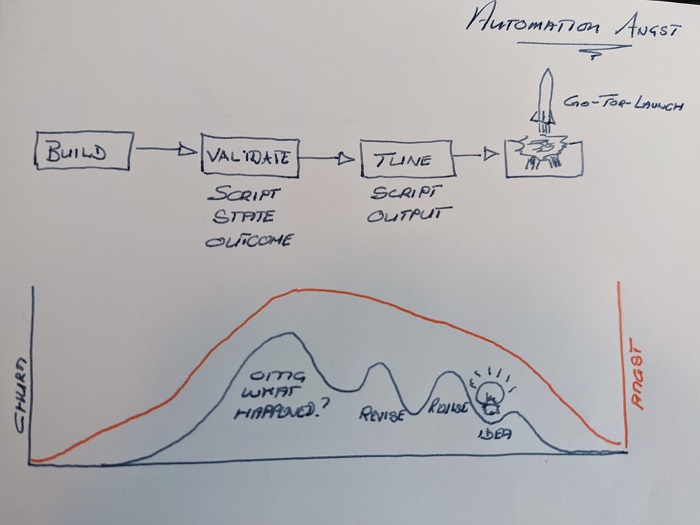 AUTOMATION ANGST
GO-FOR-LAUNCH
BUILD
VALIDATE
TUNE
SCRIPT
STATE
OUTCOME
SCRIPT
OUTPUT
CHURN
OMG
WHAT
HAPPENED?
REVISE
REVISE
IDEA
ANGST